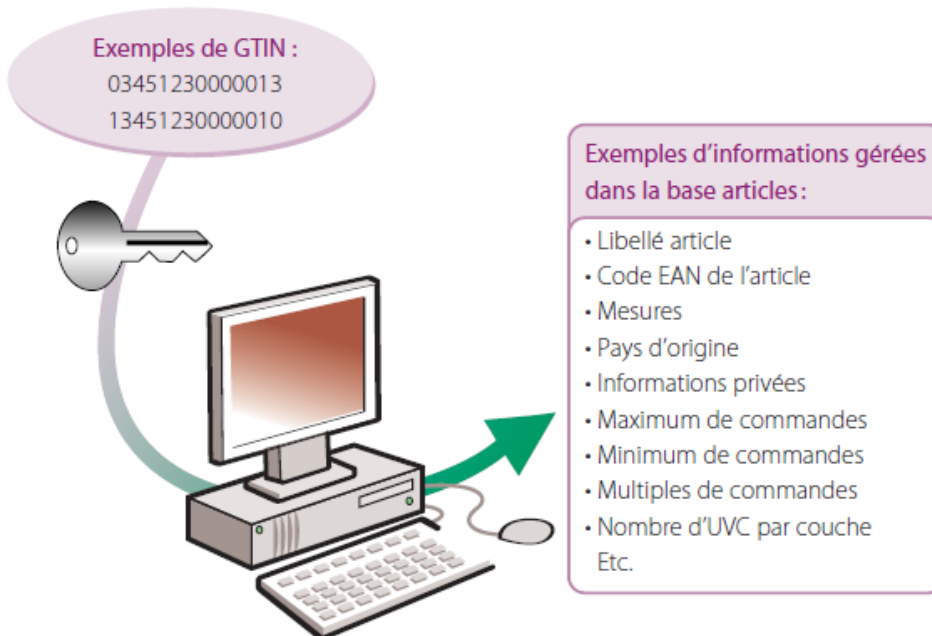 Exemples de GTIN :
03451230000013
13451230000010
Exemples d'informations gérées
dans la base articles :
• Libellé article
• Code EAN de l'article
• Mesures
• Pays d'origine
• Informations privées
• Maximum de commandes
• Minimum de commandes
• Multiples de commandes
• Nombre d'UVC par couche
Etc.